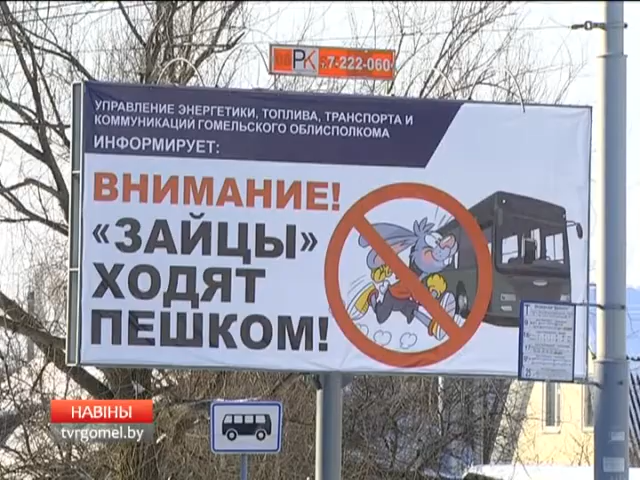 РК
7-222-060
УПРАВЛЕНИЕ ЭНЕРГЕТИКИ, ТОПЛИВА, ТРАНСПОРТА И
КОММУНИКАЦИЙ ГОМЕЛЬСКОГО ОБЛИСПОЛКОМА
ИНФОРМИРУЕТ:
ВНИМАНИЕ!
«ЗАЙЦЫ»
ХОДЯТ
ПЕШКОМ!
НАВІНЫ
tvrgomel.by